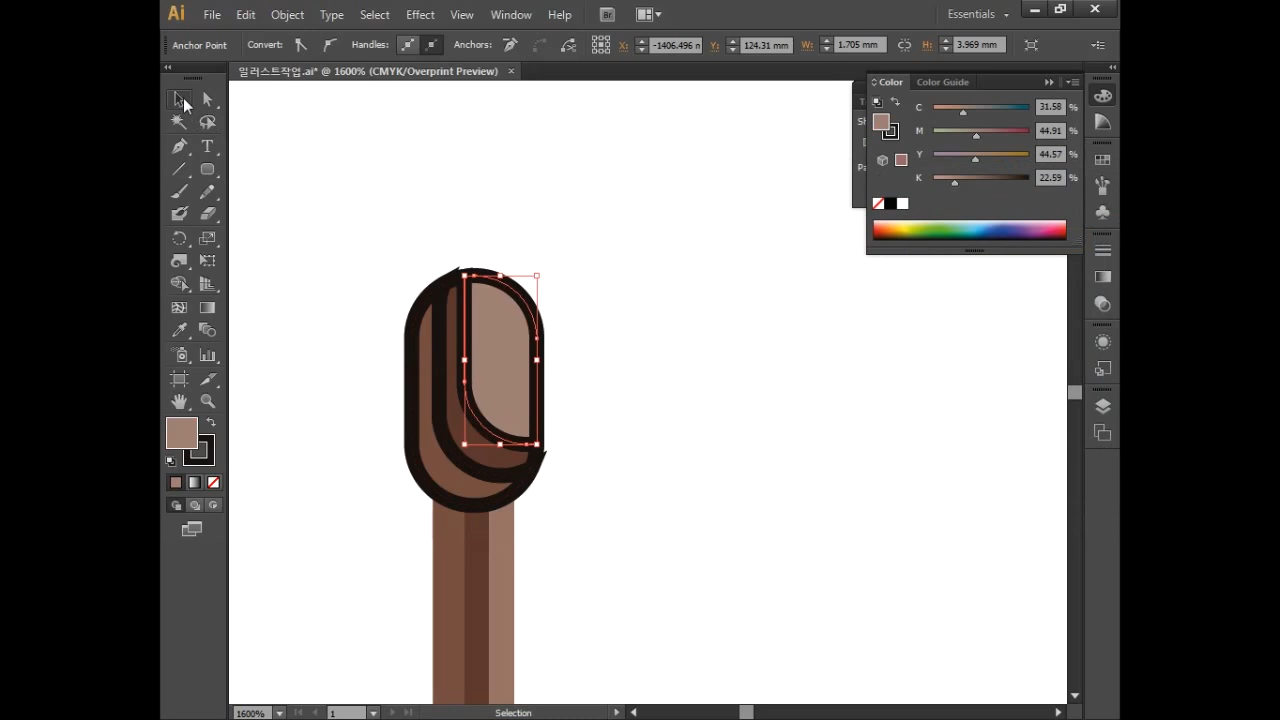 Ai File Edit Object Type Select Effect View Window Help Br Essentials
Anchor Point Convert: Handles: Anchors: X: -1406.496 n Y: 124.31 mm W: 1.705 mm H: 3.969 mm
일러스트작업.ai* @ 1600% (CMYK/Overprint Preview)
Color Color Guide
C 31.58 %
M 44.91 %
Y 44.57 %
K 22.59 %
T
Sh
Pa
1600% 1 Selection